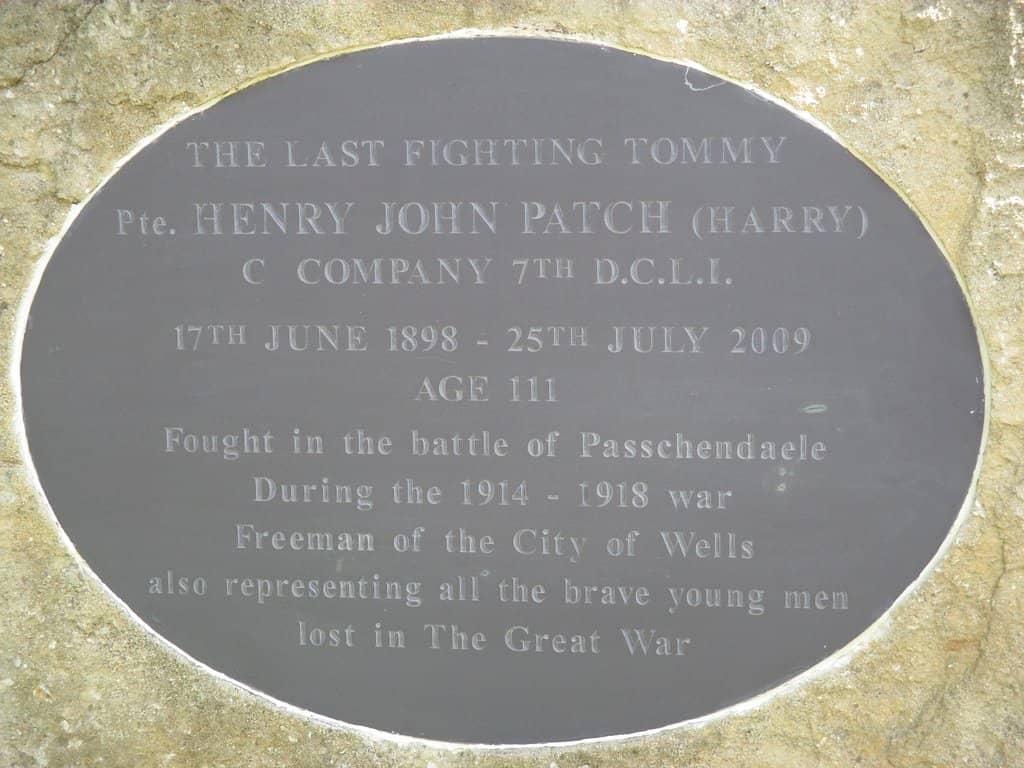 THE LAST FIGHTING TOMMY
Pte. HENRY JOHN PATCH (HARRY)
C COMPANY 7TH D.C.L.I.
17TH JUNE 1898 - 25TH JULY 2009
AGE 111
Fought in the battle of Passchendaele
During the 1914 - 1918 war
Freeman of the City of Wells
also representing all the brave young men
lost in The Great War